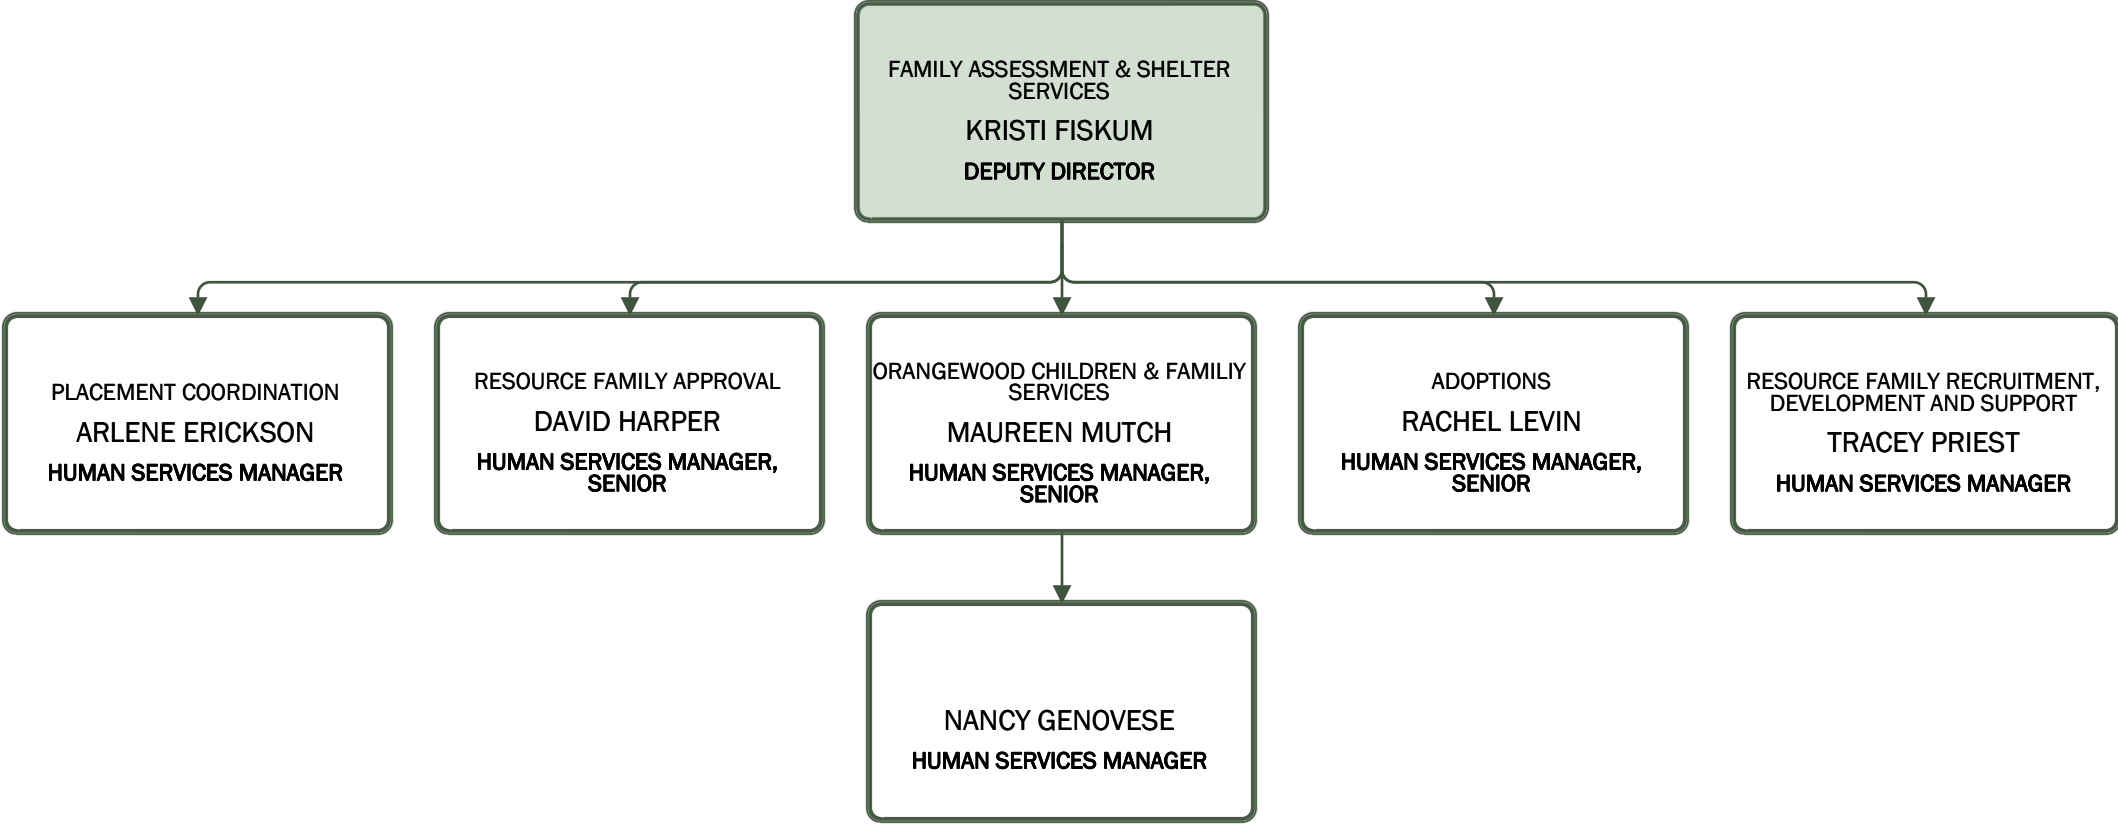 FAMILY ASSESSMENT & SHELTER
SERVICES
KRISTI FISKUM
DEPUTY DIRECTOR
PLACEMENT COORDINATION
ARLENE ERICKSON
HUMAN SERVICES MANAGER
RESOURCE FAMILY APPROVAL
DAVID HARPER
HUMAN SERVICES MANAGER,
SENIOR
ORANGEWOOD CHILDREN & FAMILIY
SERVICES
MAUREEN MUTCH
HUMAN SERVICES MANAGER,
SENIOR
ADOPTIONS
RACHEL LEVIN
HUMAN SERVICES MANAGER,
SENIOR
RESOURCE FAMILY RECRUITMENT,
DEVELOPMENT AND SUPPORT
TRACEY PRIEST
HUMAN SERVICES MANAGER
NANCY GENOVESE
HUMAN SERVICES MANAGER